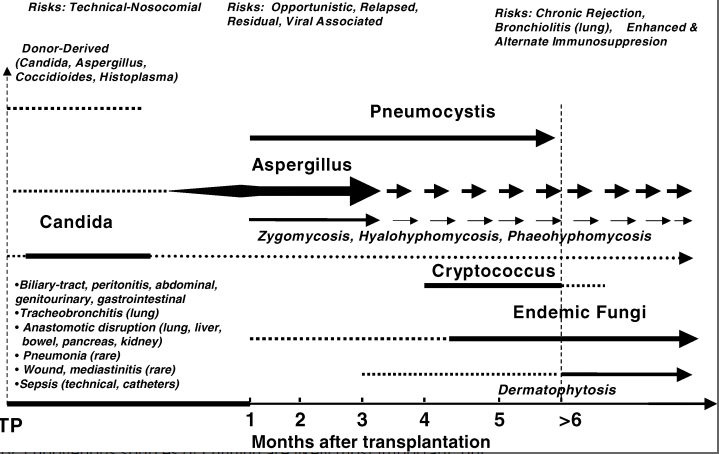 Risks: Technical-Nosocomial
Risks: Opportunistic, Relapsed,
Residual, Viral Associated
Risks: Chronic Rejection,
Bronchiolitis (lung), Enhanced &
Alternate Immunosuppresion
Donor-Derived
(Candida, Aspergillus,
Coccidioides, Histoplasma)
Pneumocystis
Aspergillus
Candida
Zygomycosis, Hyalohyphomycosis, Phaeohyphomycosis
Cryptococcus
•Biliary-tract, peritonitis, abdominal,
genitourinary, gastrointestinal
•Tracheobronchitis (lung)
• Anastomotic disruption (lung, liver,
bowel, pancreas, kidney)
• Pneumonia (rare)
• Wound, mediastinitis (rare)
•Sepsis (technical, catheters)
Endemic Fungi
Dermatophytosis
TP 1 2 3 4 5 >6
Months after transplantation